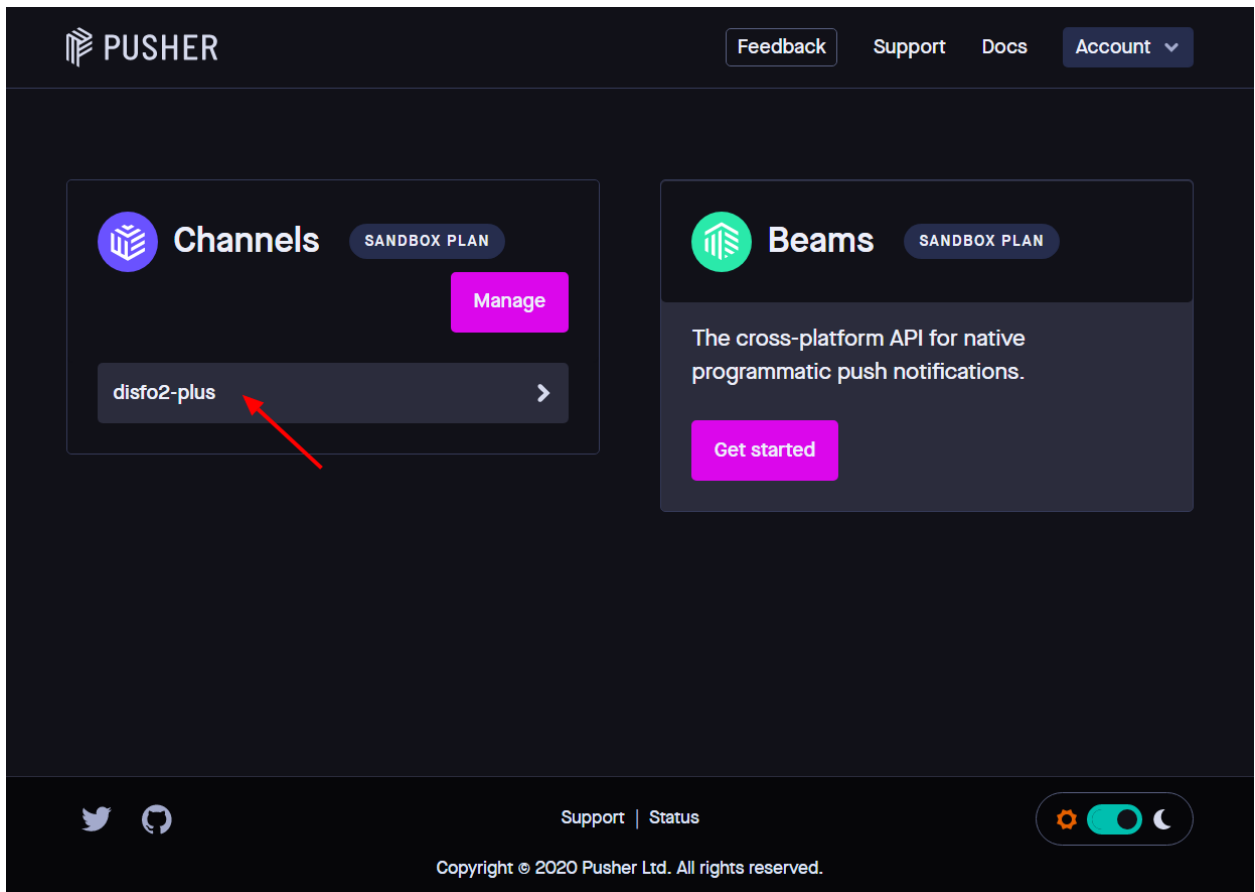 PUSHER
Feedback
Support
Docs
Account
Channels
SANDBOX PLAN
Manage
disfo2-plus
Beams
SANDBOX PLAN
The cross-platform API for native
programmatic push notifications.
Get started
Support | Status
Copyright © 2020 Pusher Ltd. All rights reserved.